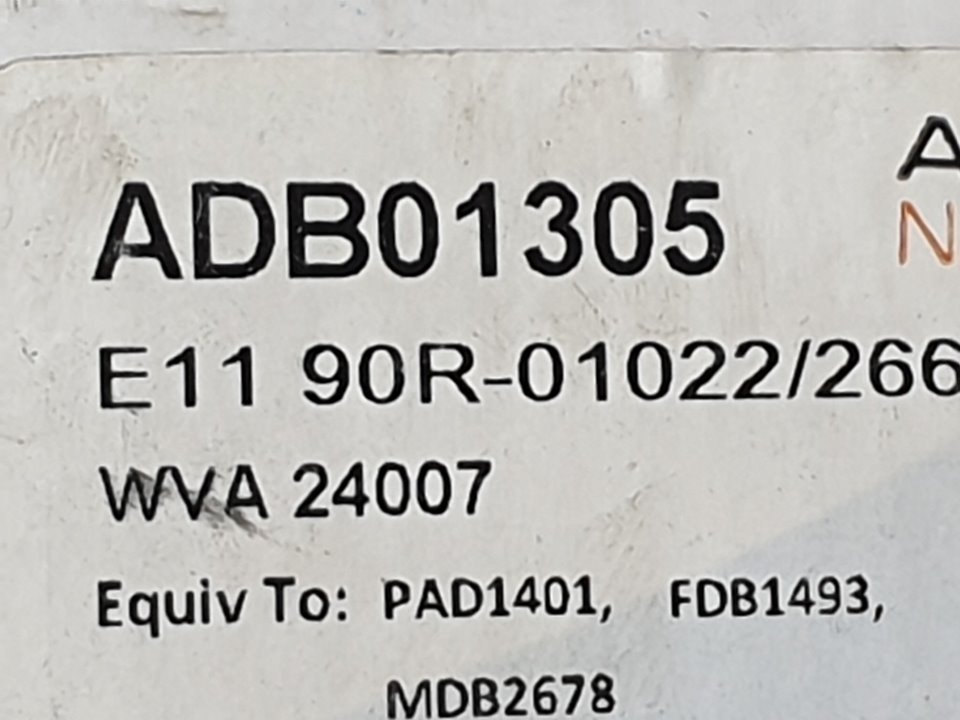 ADB01305
E11 90R-01022/266
WVA 24007
Equiv To: PAD1401, FDB1493,
MDB2678